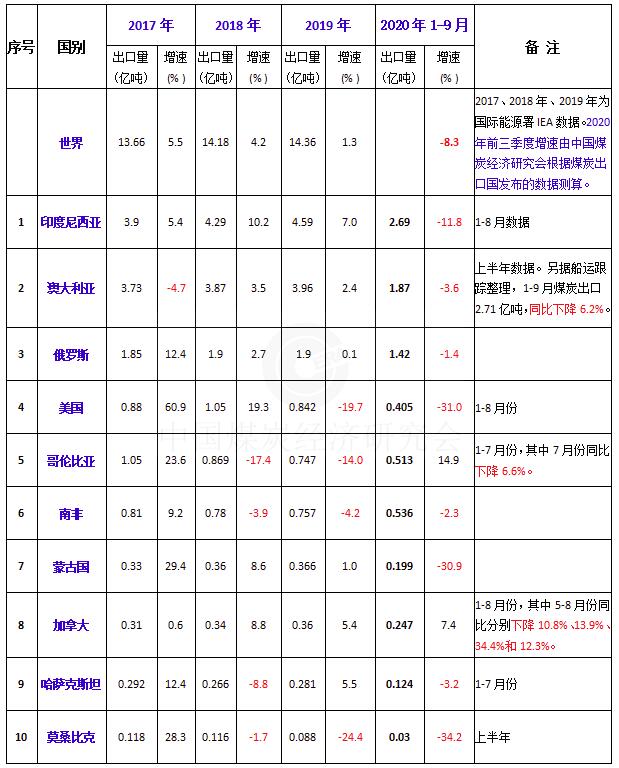 序号 国别 2017 年 2018 年 2019 年 2020 年 1-9 月 备 注
出口量 增速 出口量 增速 出口量 增速 出口量 增速
(亿吨) (%) (亿吨) (%) (亿吨) (%) (亿吨) (%)
世界 13.66 5.5 14.18 4.2 14.36 1.3 -8.3
2017、2018 年、2019 年为
国际能源署 IEA 数据。2020
年前三季度增速由中国煤
炭经济研究会根据煤炭出
口国发布的数据测算。
1 印度尼西亚 3.9 5.4 4.29 10.2 4.59 7.0 2.69 -11.8 1-8 月数据
2 澳大利亚 3.73 -4.7 3.87 3.5 3.96 2.4 1.87 -3.6
上半年数据。另据船运跟
踪整理，1-9 月煤炭出口
2.71 亿吨，同比下降 6.2%。
3 俄罗斯 1.85 12.4 1.9 2.7 1.9 0.1 1.42 -1.4
4 美国 0.88 60.9 1.05 19.3 0.842 -19.7 0.405 -31.0 1-8 月份
中国煤炭经济研究会
5 哥伦比亚 1.05 23.6 0.869 -17.4 0.747 -14.0 0.513 14.9
1-7 月份，其中 7 月份同比
下降 6.6%。
6 南非 0.81 9.2 0.78 -3.9 0.757 -4.2 0.536 -2.3
7 蒙古国 0.33 29.4 0.36 8.6 0.366 1.0 0.199 -30.9
8 加拿大 0.31 0.6 0.34 8.8 0.36 5.4 0.247 7.4
1-8 月份，其中 5-8 月份同
比分别下降 10.8%、13.9%、
34.4%和 12.3%。
9 哈萨克斯坦 0.292 12.4 0.266 -8.8 0.281 5.5 0.124 -3.2 1-7 月份
10 莫桑比克 0.118 28.3 0.116 -1.7 0.088 -24.4 0.03 -34.2 上半年